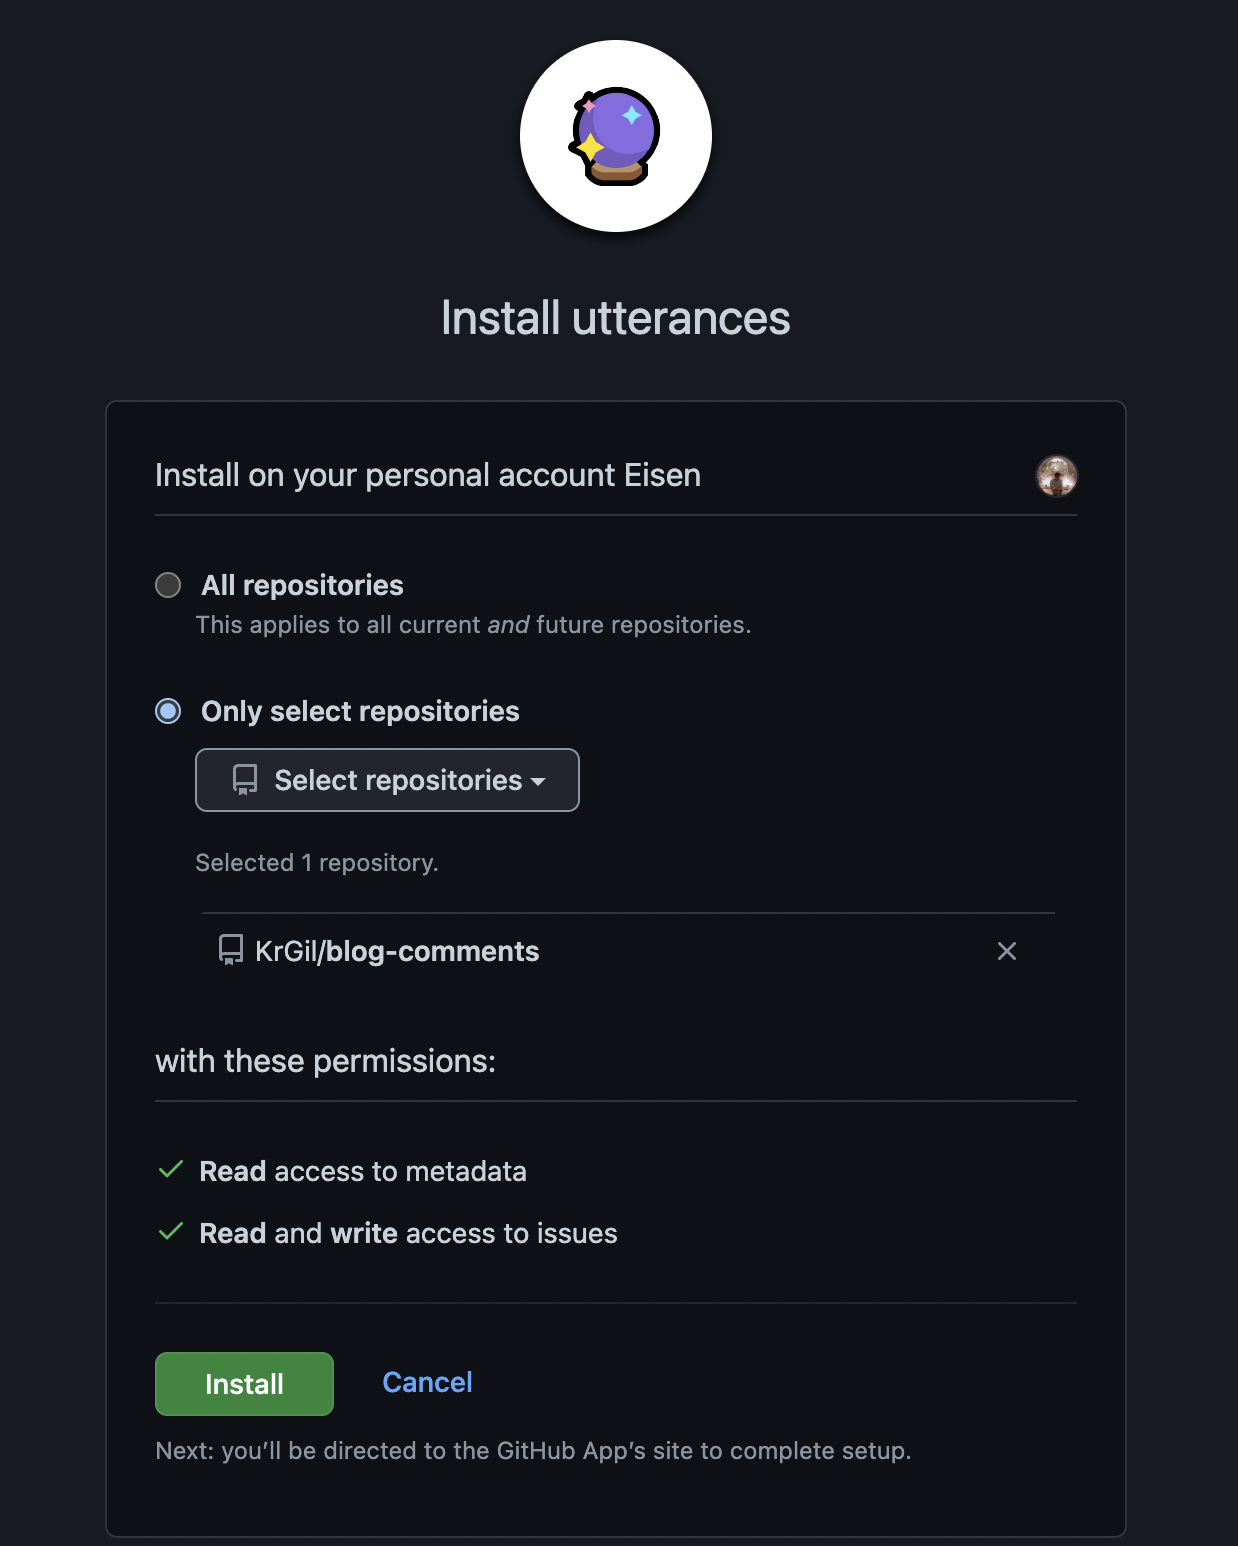 Install utterances
Install on your personal account Eisen
All repositories
This applies to all current and future repositories.
Only select repositories
Select repositories
Selected 1 repository.
KrGil/blog-comments
with these permissions:
Read access to metadata
Read and write access to issues
Install Cancel
Next: you’ll be directed to the GitHub App’s site to complete setup.